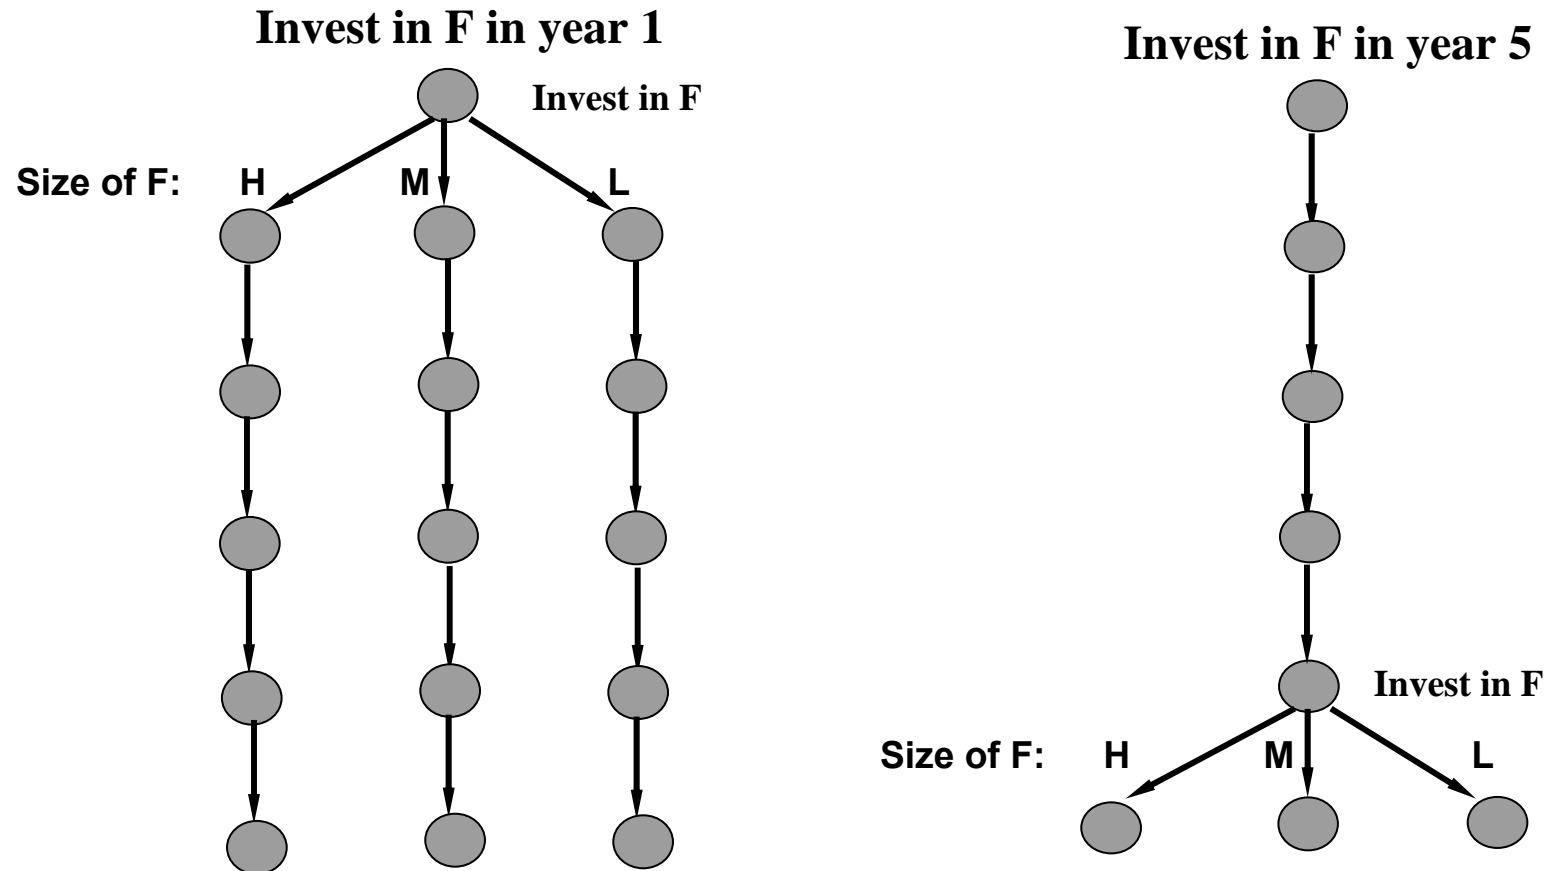 Invest in F in year 1
Invest in F
Size of F: H M L
Invest in F in year 5
Invest in F
Size of F: H M L